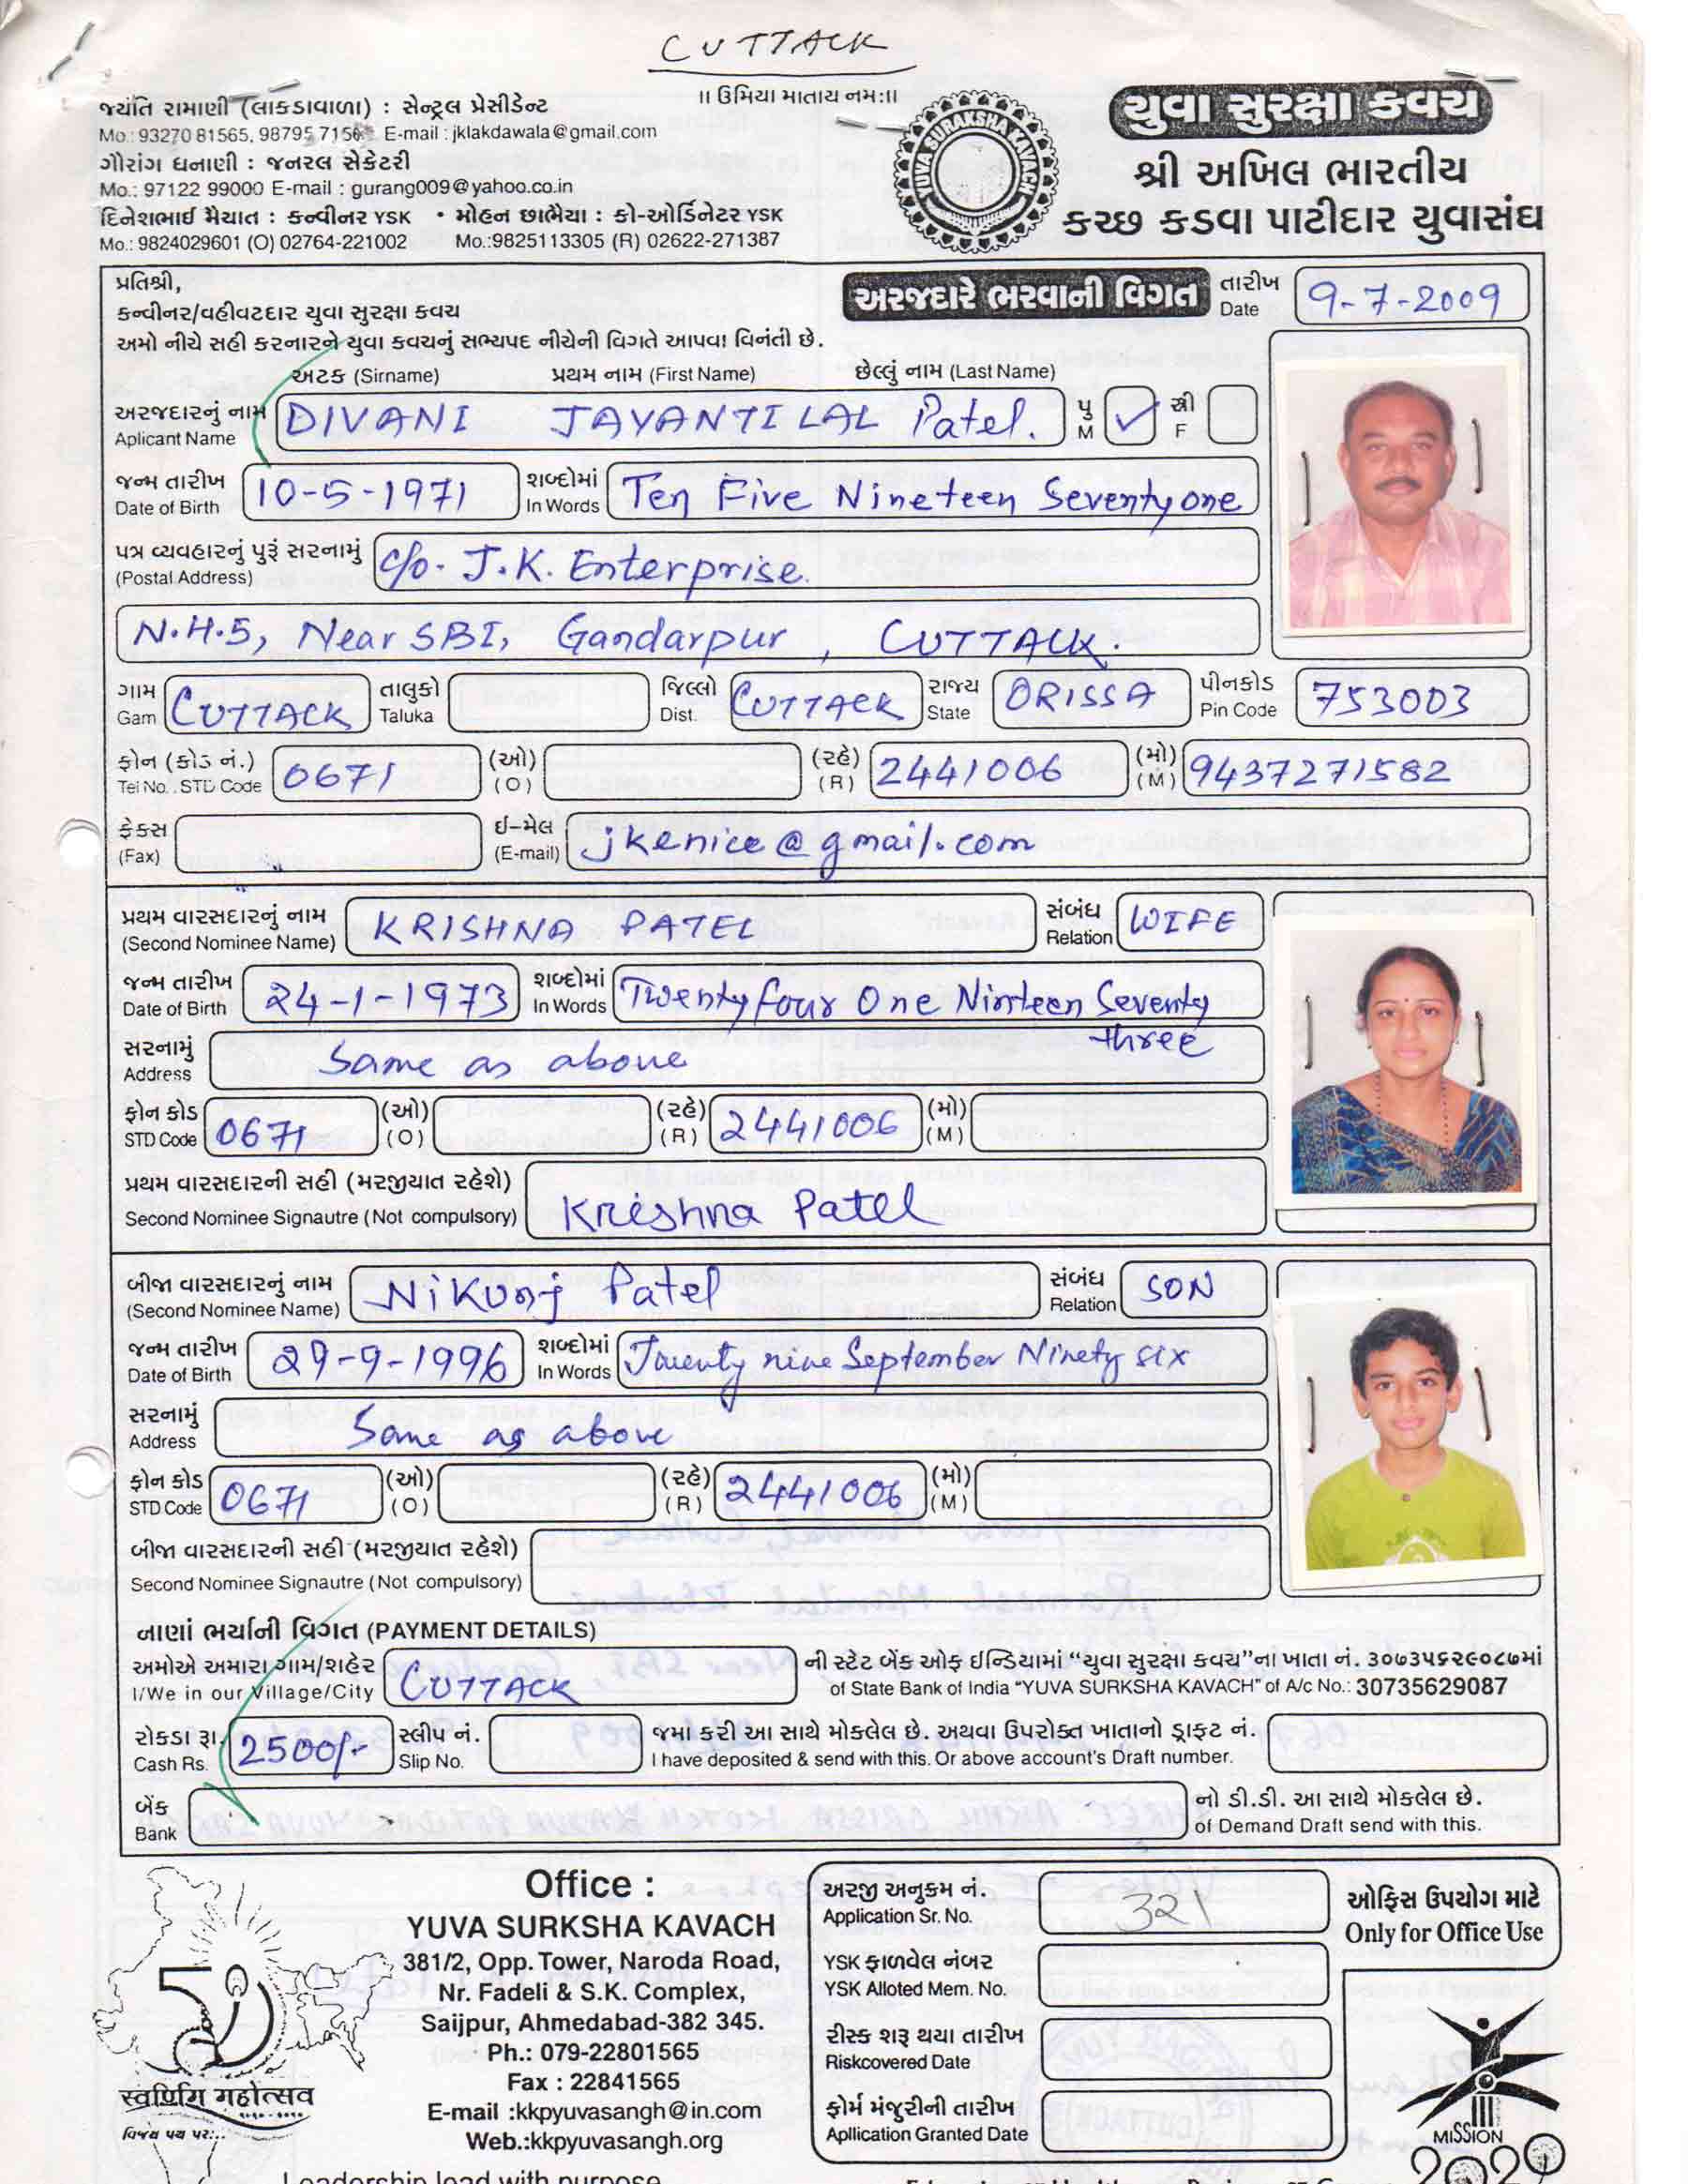 CUTTACK
જયંતિ રામાણી (લાકડાવાળા) : સેન્ટ્રલ પ્રેસીડેન્ટ
Mo.: 93270 81565, 98795 7156 E-mail : jklakdawala@gmail.com
ગૌરાંગ ધનાણી : જનરલ સેક્રેટરી
Mo.: 97122 99000 E-mail : gurang009@yahoo.co.in
દિનેશભાઈ મૈયાત : કન્વીનર YSK • મોહન છાભૈયા : કો-ઓર્ડિનેટર YSK
Mo.: 9824029601 (O) 02764-221002 Mo.:9825113305 (R) 02622-271387
॥ ઉમિયા માતાય નમ:॥
YUVA SURAKSHA KAVACH
યુવા સુરક્ષા કવચ
શ્રી અખિલ ભારતીય
કચ્છ કડવા પાટીદાર યુવાસંઘ
પ્રતિશ્રી,
કન્વીનર/વહીવટદાર યુવા સુરક્ષા કવચ
અમો નીચે સહી કરનારને યુવા કવચનું સભ્યપદ નીચેની વિગતે આપવા વિનંતી છે.
અરજદારે ભરવાની વિગત
તારીખ Date 9-7-2009
અટક (Sirname) પ્રથમ નામ (First Name) છેલ્લું નામ (Last Name)
અરજદારનું નામ Aplicant Name DIVANI JAYANTILAL Patel. પુ M ✓ સ્ત્રી F
જન્મ તારીખ Date of Birth 10-5-1971 શબ્દોમાં In Words Ten Five Nineteen Seventy one
પત્ર વ્યવહારનું પુરૂં સરનામું (Postal Address) c/o. J.K. Enterprise.
N.H.5, Near SBI, Gandarpur, CUTTACK.
ગામ Gam CUTTACK તાલુકો Taluka જિલ્લો Dist. CUTTACK રાજ્ય State ORISSA પીનકોડ Pin Code 753003
ફોન (કોડ નં.) Tel No. STD Code 0671 (ઓ) (O) (રહે) (R) 2441006 (મો) (M) 9437271582
ફેક્સ (Fax) ઈ-મેલ (E-mail) jkenice@gmail.com
પ્રથમ વારસદારનું નામ (Second Nominee Name) KRISHNA PATEL સંબંધ Relation WIFE
જન્મ તારીખ Date of Birth 24-1-1973 શબ્દોમાં In Words Twenty four One Ninteen Seventy
three
સરનામું Address Same as above
ફોન કોડ STD Code 0671 (ઓ) (O) (રહે) (R) 2441006 (મો) (M)
પ્રથમ વારસદારની સહી (મરજીયાત રહેશે) Second Nominee Signautre (Not compulsory) Krishna Patel
બીજા વારસદારનું નામ (Second Nominee Name) Nikunj Patel સંબંધ Relation SON
જન્મ તારીખ Date of Birth 29-9-1996 શબ્દોમાં In Words Twenty nine September Ninety six
સરનામું Address Same as above
ફોન કોડ STD Code 0671 (ઓ) (O) (રહે) (R) 2441006 (મો) (M)
બીજા વારસદારની સહી (મરજીયાત રહેશે)
Second Nominee Signautre (Not compulsory)
નાણાં ભર્યાની વિગત (PAYMENT DETAILS)
અમોએ અમારા ગામ/શહેર I/We in our Village/City CUTTACK
ની સ્ટેટ બેંક ઓફ ઈન્ડિયામાં "યુવા સુરક્ષા કવચ"ના ખાતા નં. ૩૦૭૩૫૬૨૯૦૮૭માં
of State Bank of India "YUVA SURKSHA KAVACH" of A/c No.: 30735629087
રોકડા રૂા. Cash Rs. 2500/- સ્લીપ નં. Slip No.
જમા કરી આ સાથે મોકલેલ છે. અથવા ઉપરોક્ત ખાતાનો ડ્રાફ્ટ નં.
I have deposited & send with this. Or above account's Draft number.
બેંક Bank
નો ડી.ડી. આ સાથે મોકલેલ છે.
of Demand Draft send with this.
50
स्वर्णिम महोत्सव
Office :
YUVA SURKSHA KAVACH
381/2, Opp. Tower, Naroda Road,
Nr. Fadeli & S.K. Complex,
Saijpur, Ahmedabad-382 345.
Ph.: 079-22801565
Fax : 22841565
E-mail :kkpyuvasangh@in.com
Web.:kkpyuvasangh.org
અરજી અનુક્રમ નં. Application Sr. No. 321
YSK ફાળવેલ નંબર YSK Alloted Mem. No.
રીસ્ક શરૂ થયા તારીખ Riskcovered Date
ફોર્મ મંજુરીની તારીખ Apllication Granted Date
ઓફિસ ઉપયોગ માટે
Only for Office Use
MISSION
2020
Leadership lead with purpose